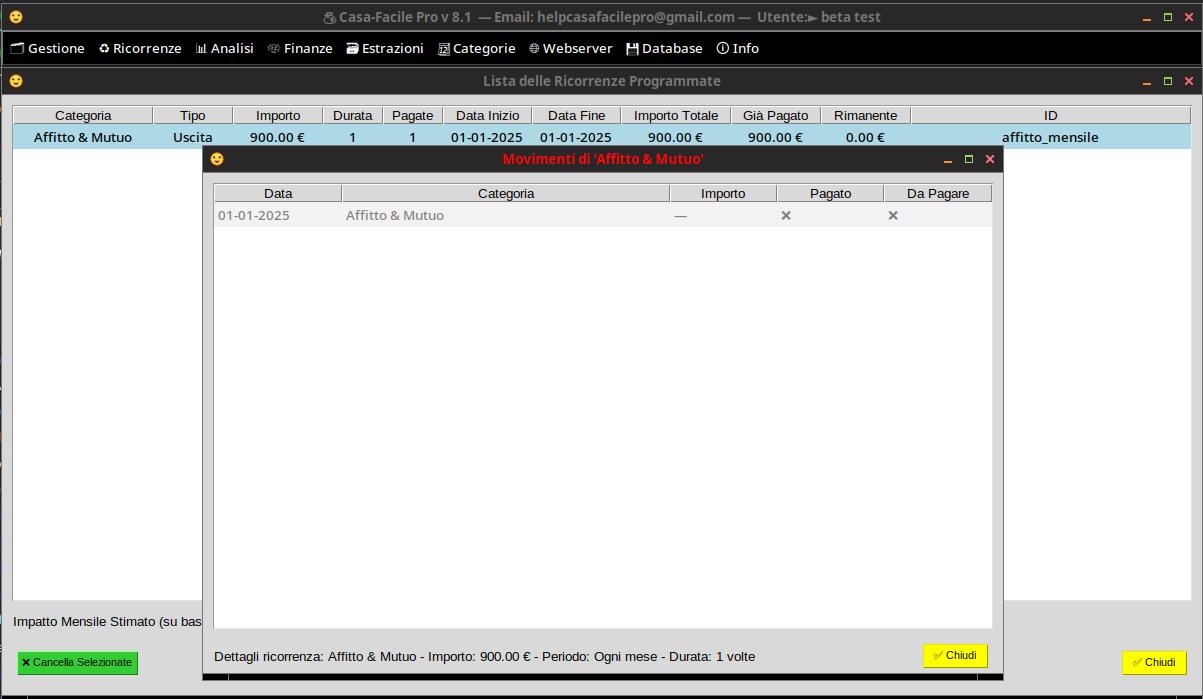 Casa-Facile Pro v 8.1 — Email: helpcasafacilepro@gmail.com — Utente:► beta test
Gestione ♻ Ricorrenze Analisi Finanze Estrazioni Categorie Webserver Database Info
Lista delle Ricorrenze Programmate
Categoria Tipo Importo Durata Pagate Data Inizio Data Fine Importo Totale Già Pagato Rimanente ID
Affitto & Mutuo Uscita 900.00 € 1 1 01-01-2025 01-01-2025 900.00 € 900.00 € 0.00 € affitto_mensile
Movimenti di 'Affitto & Mutuo'
Data Categoria Importo Pagato Da Pagare
01-01-2025 Affitto & Mutuo — ✕ ✕
Impatto Mensile Stimato (su bas
Dettagli ricorrenza: Affitto & Mutuo - Importo: 900.00 € - Periodo: Ogni mese - Durata: 1 volte
✅ Chiudi
✕ Cancella Selezionate
✅ Chiudi